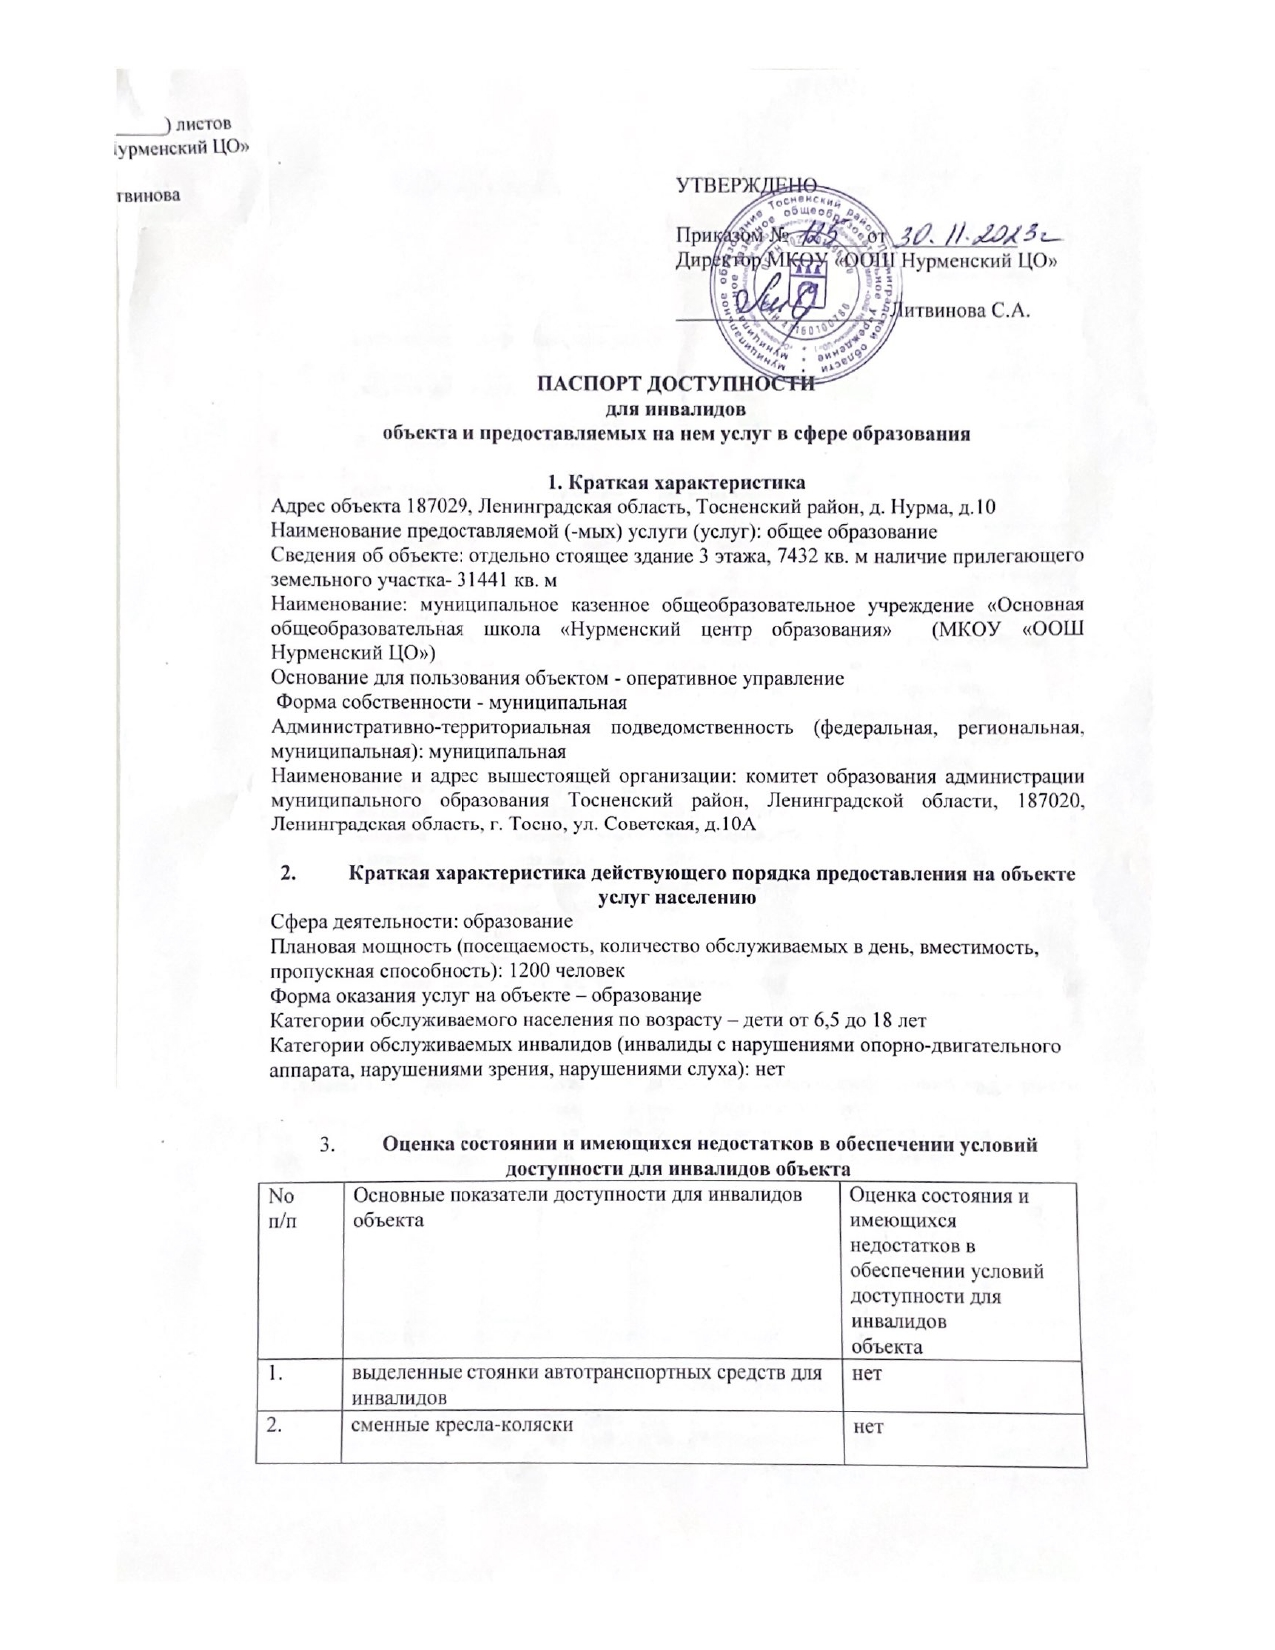 ) листов
Нурменский ЦО»
твинова
УТВЕРЖДЕНО
Приказом № 125 от 30.11.2023г
Директор МКОУ «ООШ Нурменский ЦО»
Литвинова С.А.
ПАСПОРТ ДОСТУПНОСТИ
для инвалидов
объекта и предоставляемых на нем услуг в сфере образования
1. Краткая характеристика
Адрес объекта 187029, Ленинградская область, Тосненский район, д. Нурма, д.10
Наименование предоставляемой (-мых) услуги (услуг): общее образование
Сведения об объекте: отдельно стоящее здание 3 этажа, 7432 кв. м наличие прилегающего
земельного участка- 31441 кв. м
Наименование: муниципальное казенное общеобразовательное учреждение «Основная
общеобразовательная школа «Нурменский центр образования» (МКОУ «ООШ
Нурменский ЦО»)
Основание для пользования объектом - оперативное управление
Форма собственности - муниципальная
Административно-территориальная подведомственность (федеральная, региональная,
муниципальная): муниципальная
Наименование и адрес вышестоящей организации: комитет образования администрации
муниципального образования Тосненский район, Ленинградской области, 187020,
Ленинградская область, г. Тосно, ул. Советская, д.10А
2. Краткая характеристика действующего порядка предоставления на объекте
услуг населению
Сфера деятельности: образование
Плановая мощность (посещаемость, количество обслуживаемых в день, вместимость,
пропускная способность): 1200 человек
Форма оказания услуг на объекте – образование
Категории обслуживаемого населения по возрасту – дети от 6,5 до 18 лет
Категории обслуживаемых инвалидов (инвалиды с нарушениями опорно-двигательного
аппарата, нарушениями зрения, нарушениями слуха): нет
3. Оценка состоянии и имеющихся недостатков в обеспечении условий
доступности для инвалидов объекта
No
п/п
Основные показатели доступности для инвалидов
объекта
Оценка состояния и
имеющихся
недостатков в
обеспечении условий
доступности для
инвалидов
объекта
1.
выделенные стоянки автотранспортных средств для
инвалидов
нет
2.
сменные кресла-коляски
нет